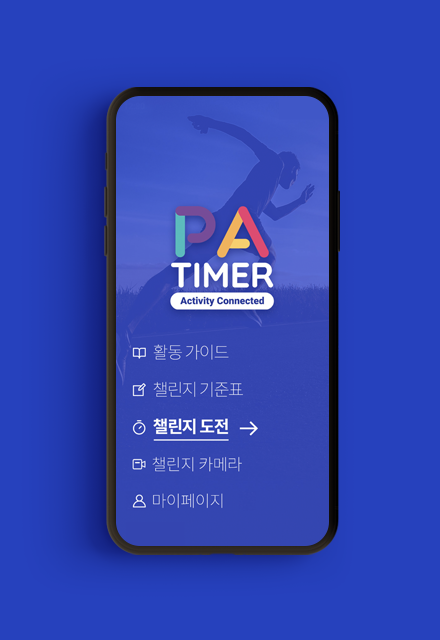 PA
TIMER
Activity Connected
활동 가이드
챌린지 기준표
챌린지 도전
챌린지 카메라
마이페이지